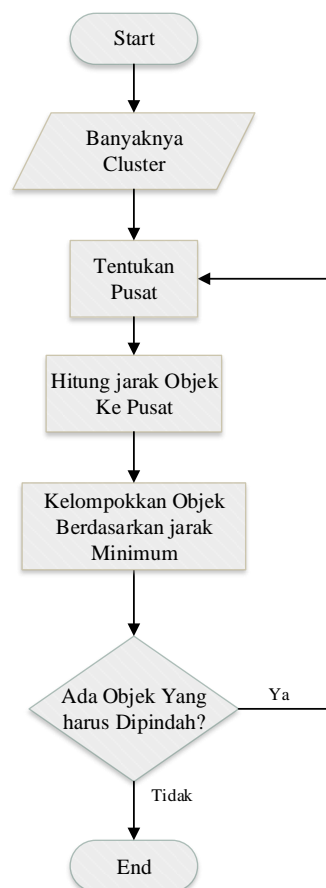 Start
Banyaknya
Cluster
Tentukan
Pusat
Hitung jarak Objek
Ke Pusat
Kelompokkan Objek
Berdasarkan jarak
Minimum
Ada Objek Yang
harus Dipindah?
Ya
Tidak
End